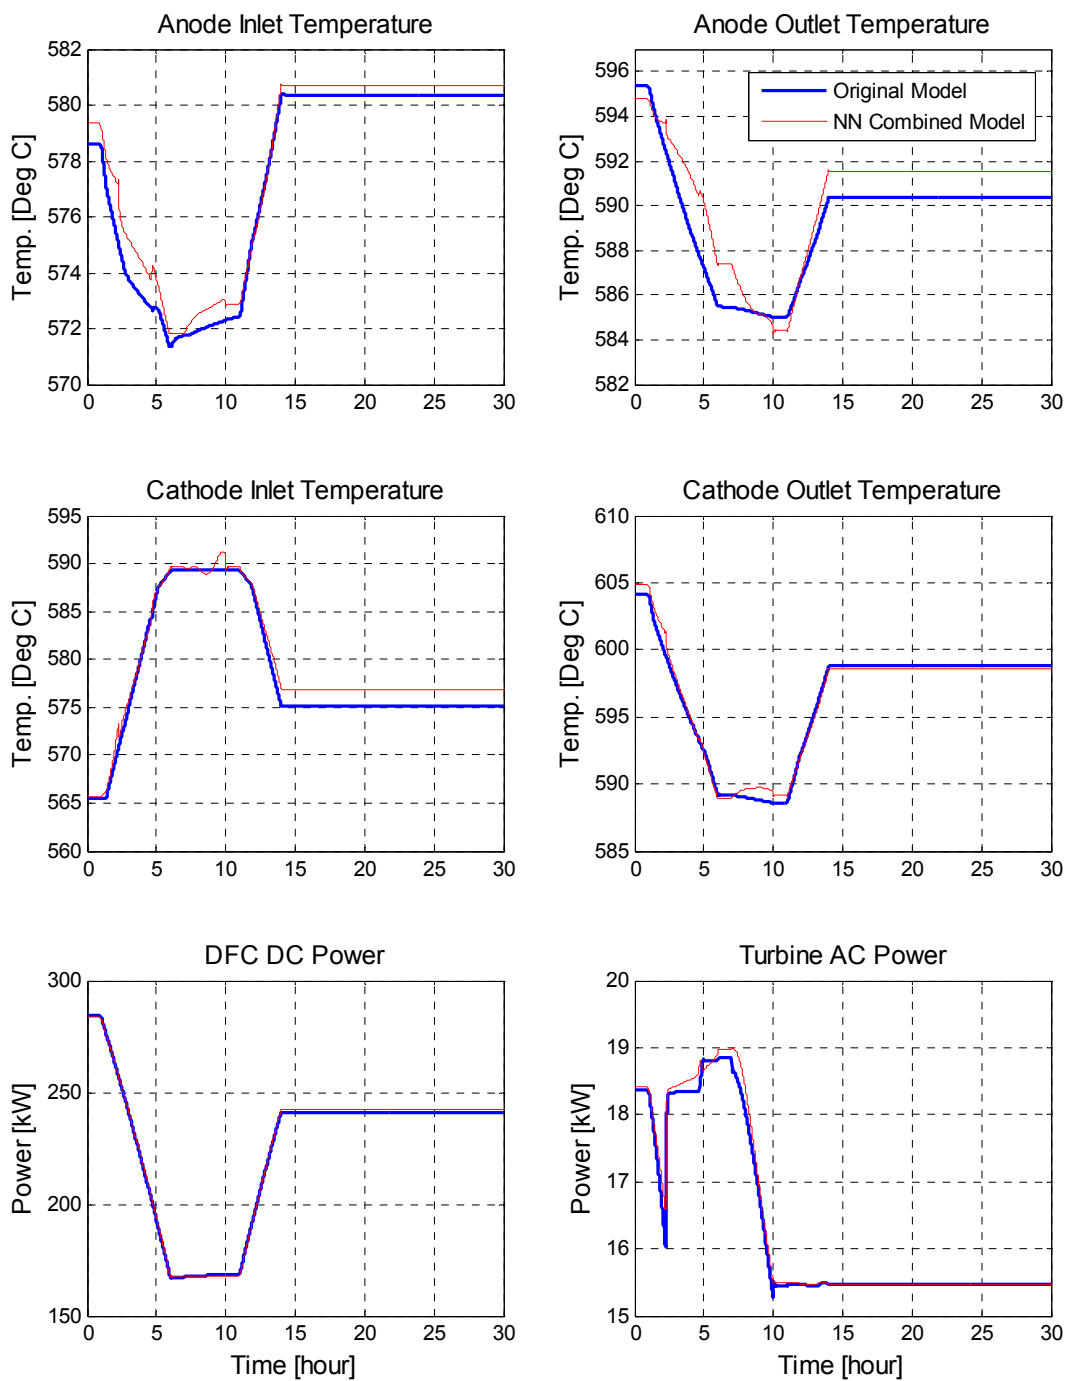 Anode Inlet Temperature
Temp. [Deg C]
582
580
578
576
574
572
570
0 5 10 15 20 25 30
Anode Outlet Temperature
Original Model
NN Combined Model
Temp. [Deg C]
596
594
592
590
588
586
584
582
0 5 10 15 20 25 30
Cathode Inlet Temperature
Temp. [Deg C]
595
590
585
580
575
570
565
560
0 5 10 15 20 25 30
Cathode Outlet Temperature
Temp. [Deg C]
610
605
600
595
590
585
0 5 10 15 20 25 30
DFC DC Power
Power [kW]
300
250
200
150
0 5 10 15 20 25 30
Time [hour]
Turbine AC Power
Power [kW]
20
19
18
17
16
15
0 5 10 15 20 25 30
Time [hour]